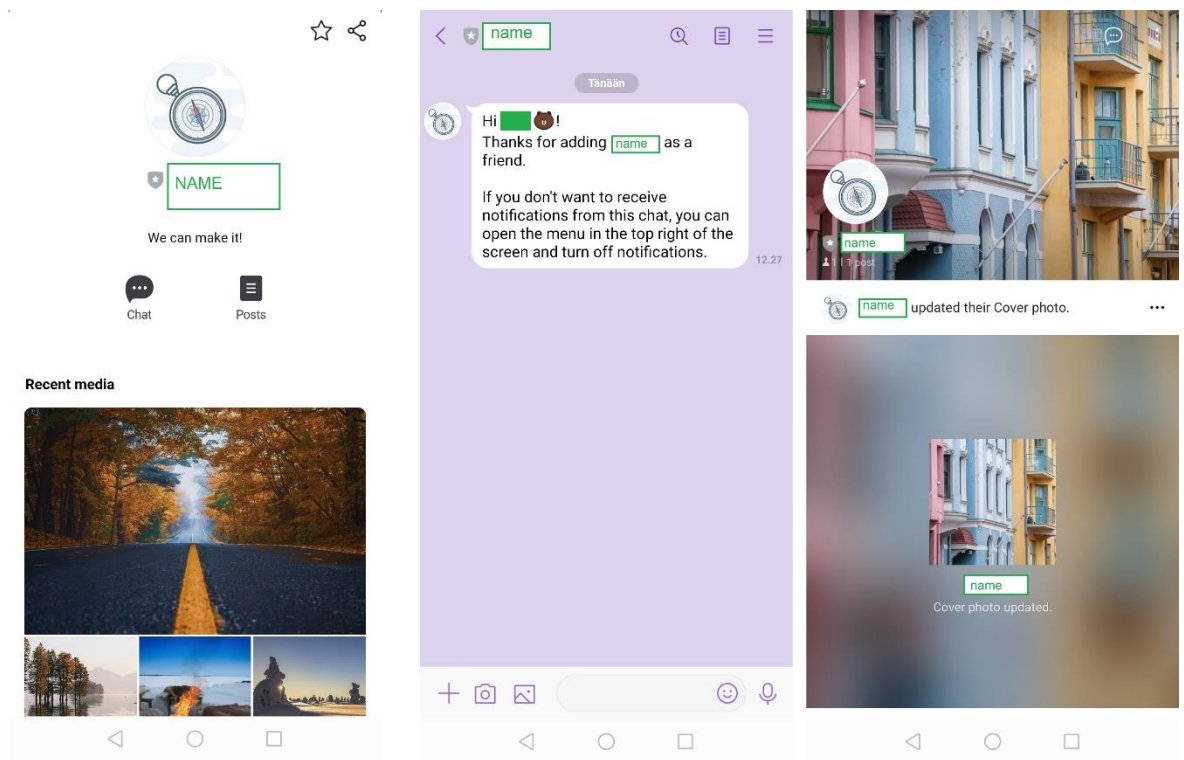 NAME
We can make it!
Chat
Posts
Recent media
name
Tänään
Hi !
Thanks for adding name as a
friend.
If you don't want to receive
notifications from this chat, you can
open the menu in the top right of the
screen and turn off notifications.
12.27
name
1 | 1 post
name updated their Cover photo.
name
Cover photo updated.